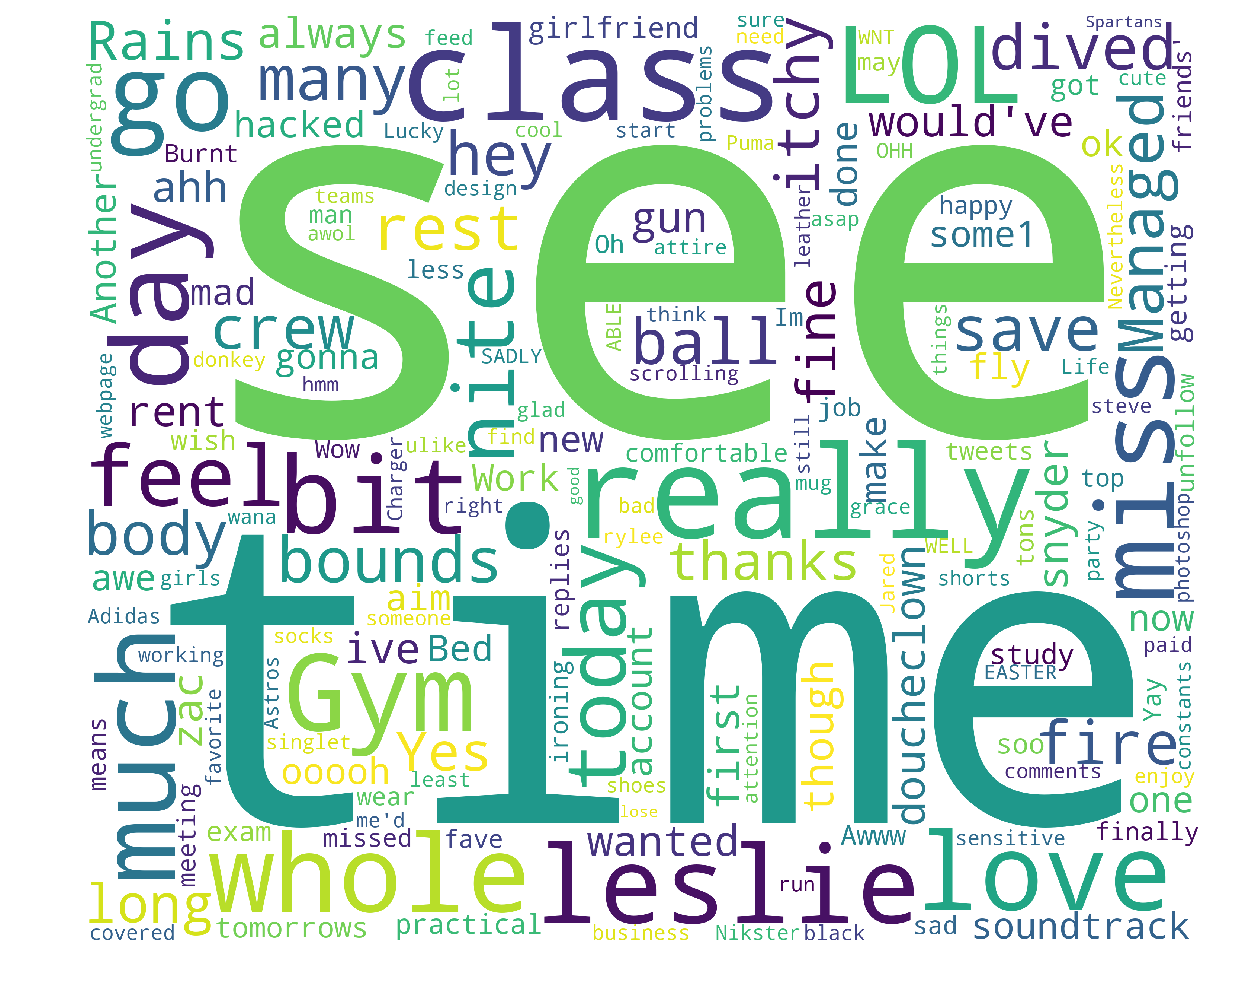 Rains
always
feed
girlfriend
sure
need
LOL
WNT
may
Spartans
dived
go
many
class
lot
problems
itchy
got
cute
friends'
undergrad
hacked
Lucky
cool
start
Puma
done
would've
OHH
ok
Managed
Burnt
ahh
hey
design
Another
day
see
teams
man
awol
rest
gun
Oh
attire
leather
asap
happy
some1
Nevertheless
getting
mad
less
nite
crew
gonna
donkey
hmm
SADLY
ABLE
think
ball
scrolling
Im
fine
things
save
fly
Life
miss
webpage
rent
glad
job
steve
wish
Wow
ulike
find
new
comfortable
still
make
tweets
unfollow
feel
bit
Charger
Work
right
good
really
mug
grace
top
snyder
body
wana
bad
rylee
WELL
tons
party
photoshop
bounds
replies
today
thanks
Jared
doucheclown
shorts
awe
girls
aim
someone
time
Adidas
now
much
working
socks
ive
Bed
account
study
EASTER
paid
zac
Astros
Gym
ironing
first
attention
though
Yay
constants
means
favorite
singlet
Yes
soo
fire
ooooh
least
shoes
comments
enjoy
wear
lose
one
meeting
exam
me'd
missed
fave
wanted
Awww
sensitive
finally
whole
leslie
run
love
long
covered
tomorrows
practical
business
Nikster
black
sad
soundtrack